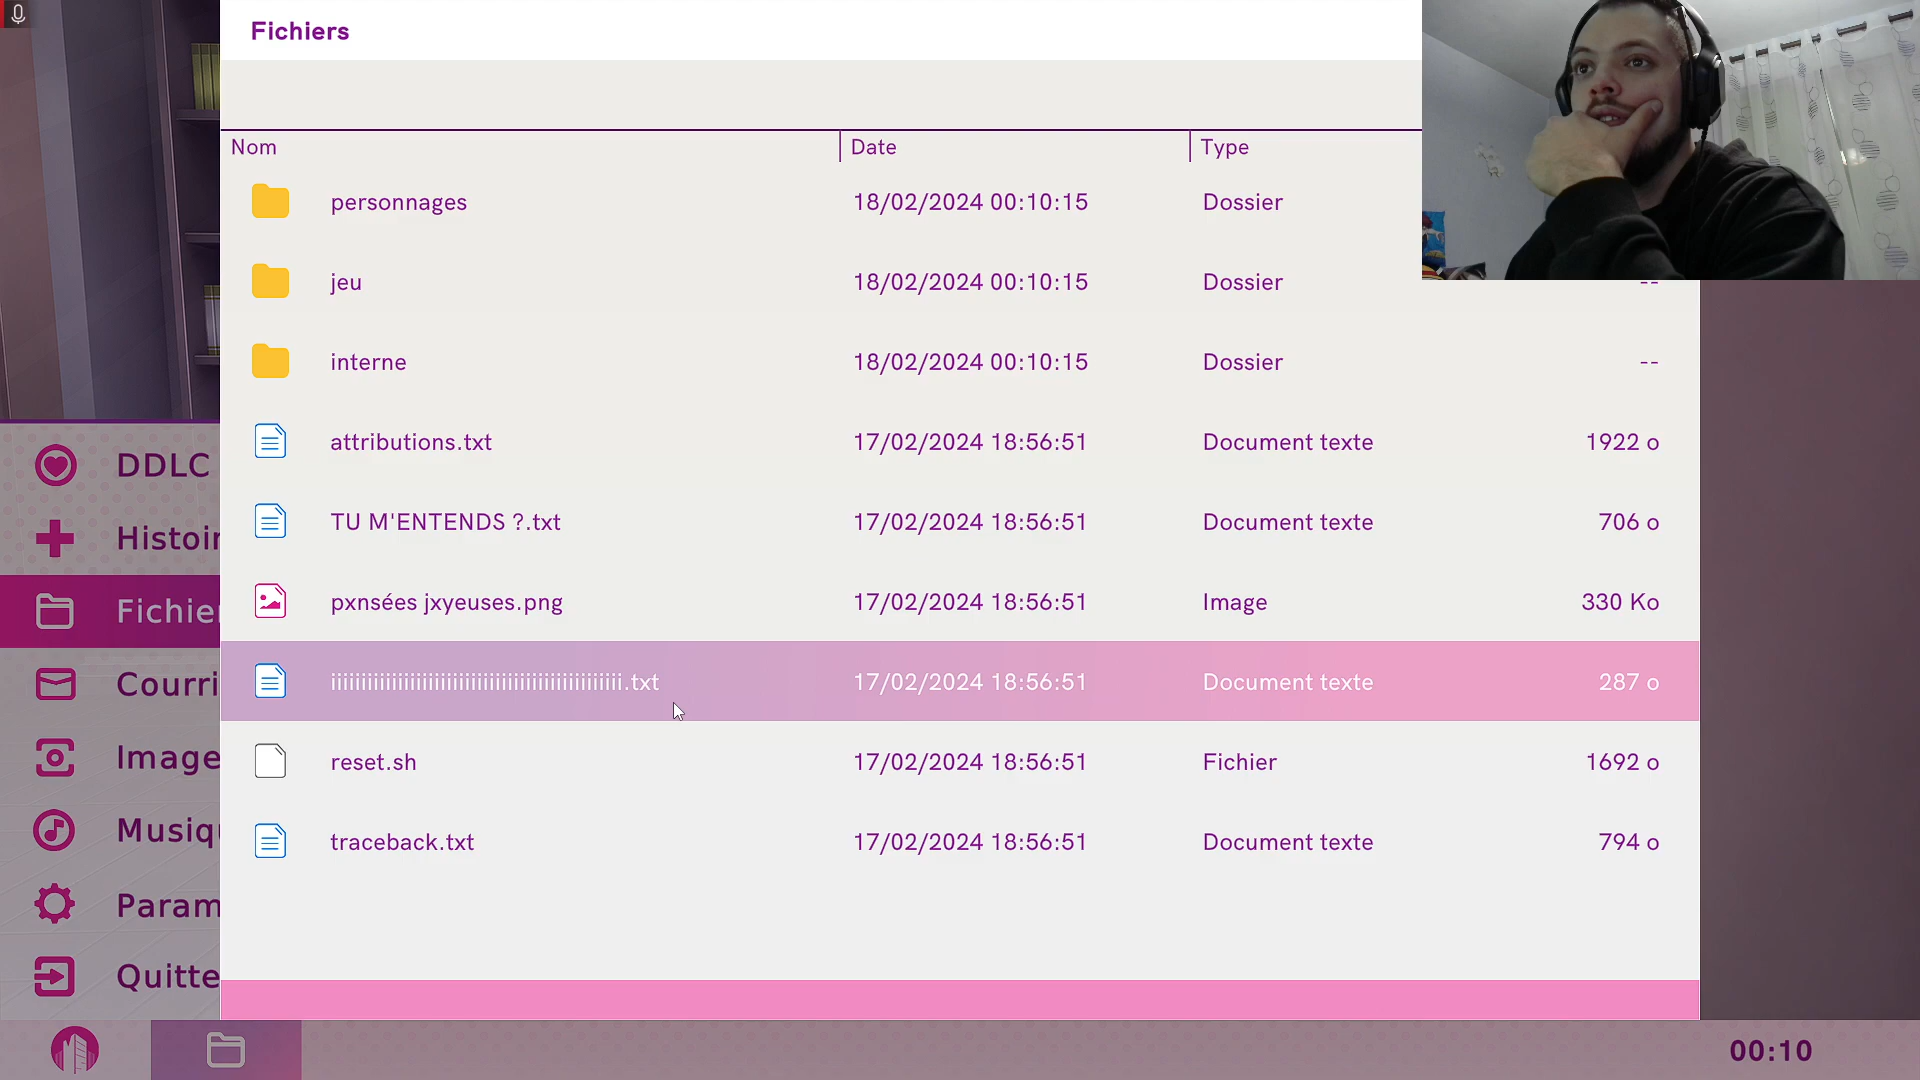 Fichiers
Nom Date Type
personnages 18/02/2024 00:10:15 Dossier
jeu 18/02/2024 00:10:15 Dossier --
interne 18/02/2024 00:10:15 Dossier --
attributions.txt 17/02/2024 18:56:51 Document texte 1922 o
TU M'ENTENDS ?.txt 17/02/2024 18:56:51 Document texte 706 o
pxnsées jxyeuses.png 17/02/2024 18:56:51 Image 330 Ko
iiiiiiiiiiiiiiiiiiiiiiiiiiiiiiiiiiiiiiiiiiiiiiii.txt 17/02/2024 18:56:51 Document texte 287 o
reset.sh 17/02/2024 18:56:51 Fichier 1692 o
traceback.txt 17/02/2024 18:56:51 Document texte 794 o
DDLC
Histoir
Fichier
Courri
Image
Musiqu
Param
Quitte
00:10